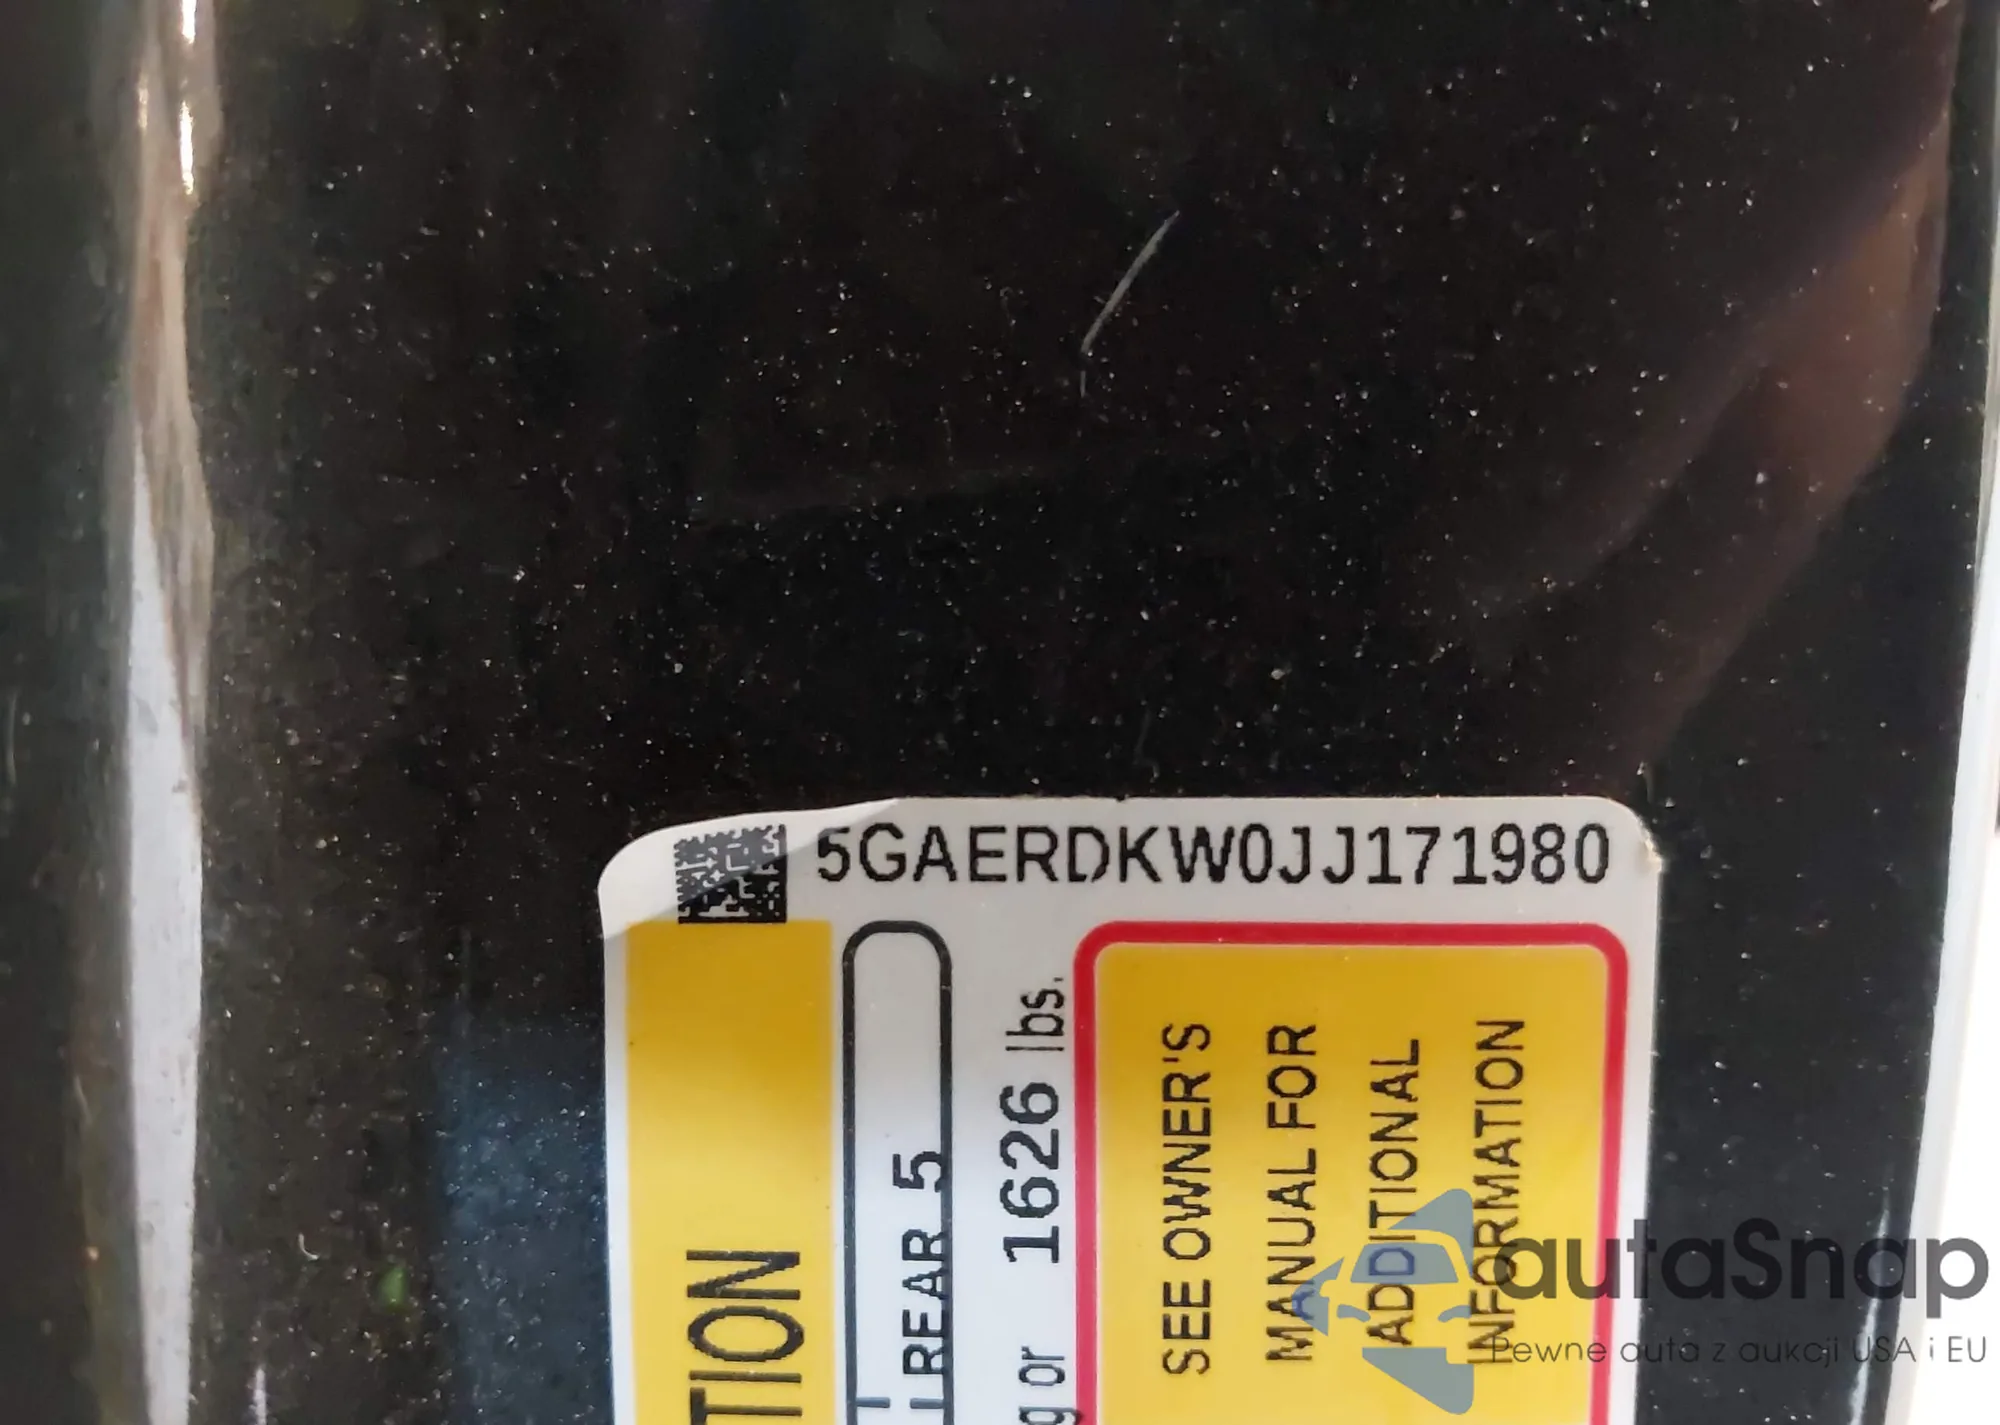 5GAERDKW0JJ171980
TION
REAR 5
g or 1626 lbs.
SEE OWNER'S
MANUAL FOR
ADDITIONAL
INFORMATION
autaSnap
Pewne auta z aukcji USA i EU